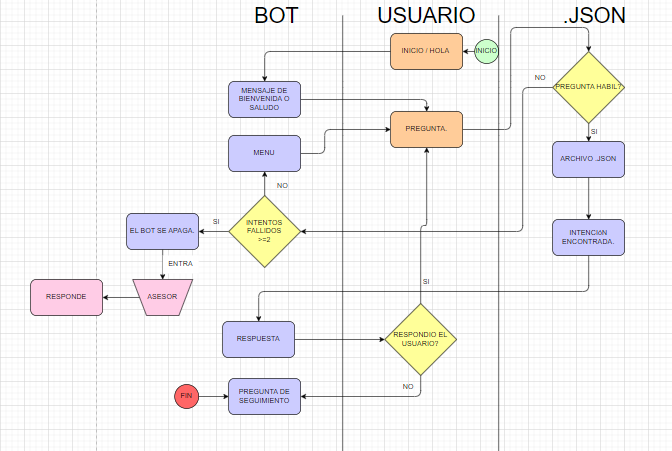 BOT
USUARIO
.JSON
INICIO / HOLA
INICIO
MENSAJE DE
BIENVENIDA O
SALUDO
NO
PREGUNTA HABIL?
PREGUNTA.
SI
MENU
ARCHIVO .JSON
NO
INTENTOS
FALLIDOS
>=2
SI
EL BOT SE APAGA.
INTENCIóN
ENCONTRADA.
ENTRA
RESPONDE
ASESOR
SI
RESPUESTA
RESPONDIO EL
USUARIO?
NO
FIN
PREGUNTA DE
SEGUIMIENTO